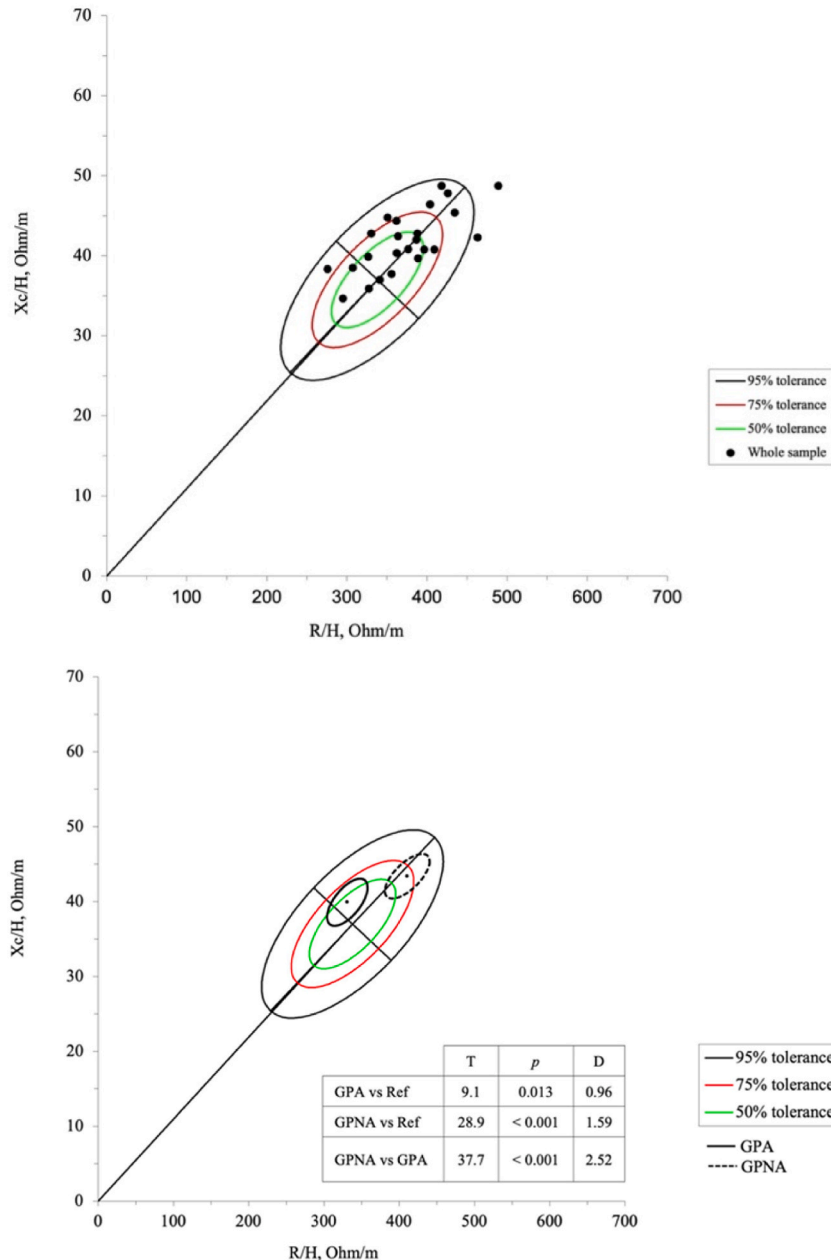 70
60
50
40
30
20
10
0
Xc/H, Ohm/m
0 100 200 300 400 500 600 700
R/H, Ohm/m
95% tolerance
75% tolerance
50% tolerance
Whole sample
70
60
50
40
30
20
10
0
Xc/H, Ohm/m
T p D
GPA vs Ref 9.1 0.013 0.96
GPNA vs Ref 28.9 < 0.001 1.59
GPNA vs GPA 37.7 < 0.001 2.52
0 100 200 300 400 500 600 700
R/H, Ohm/m
95% tolerance
75% tolerance
50% tolerance
GPA
GPNA